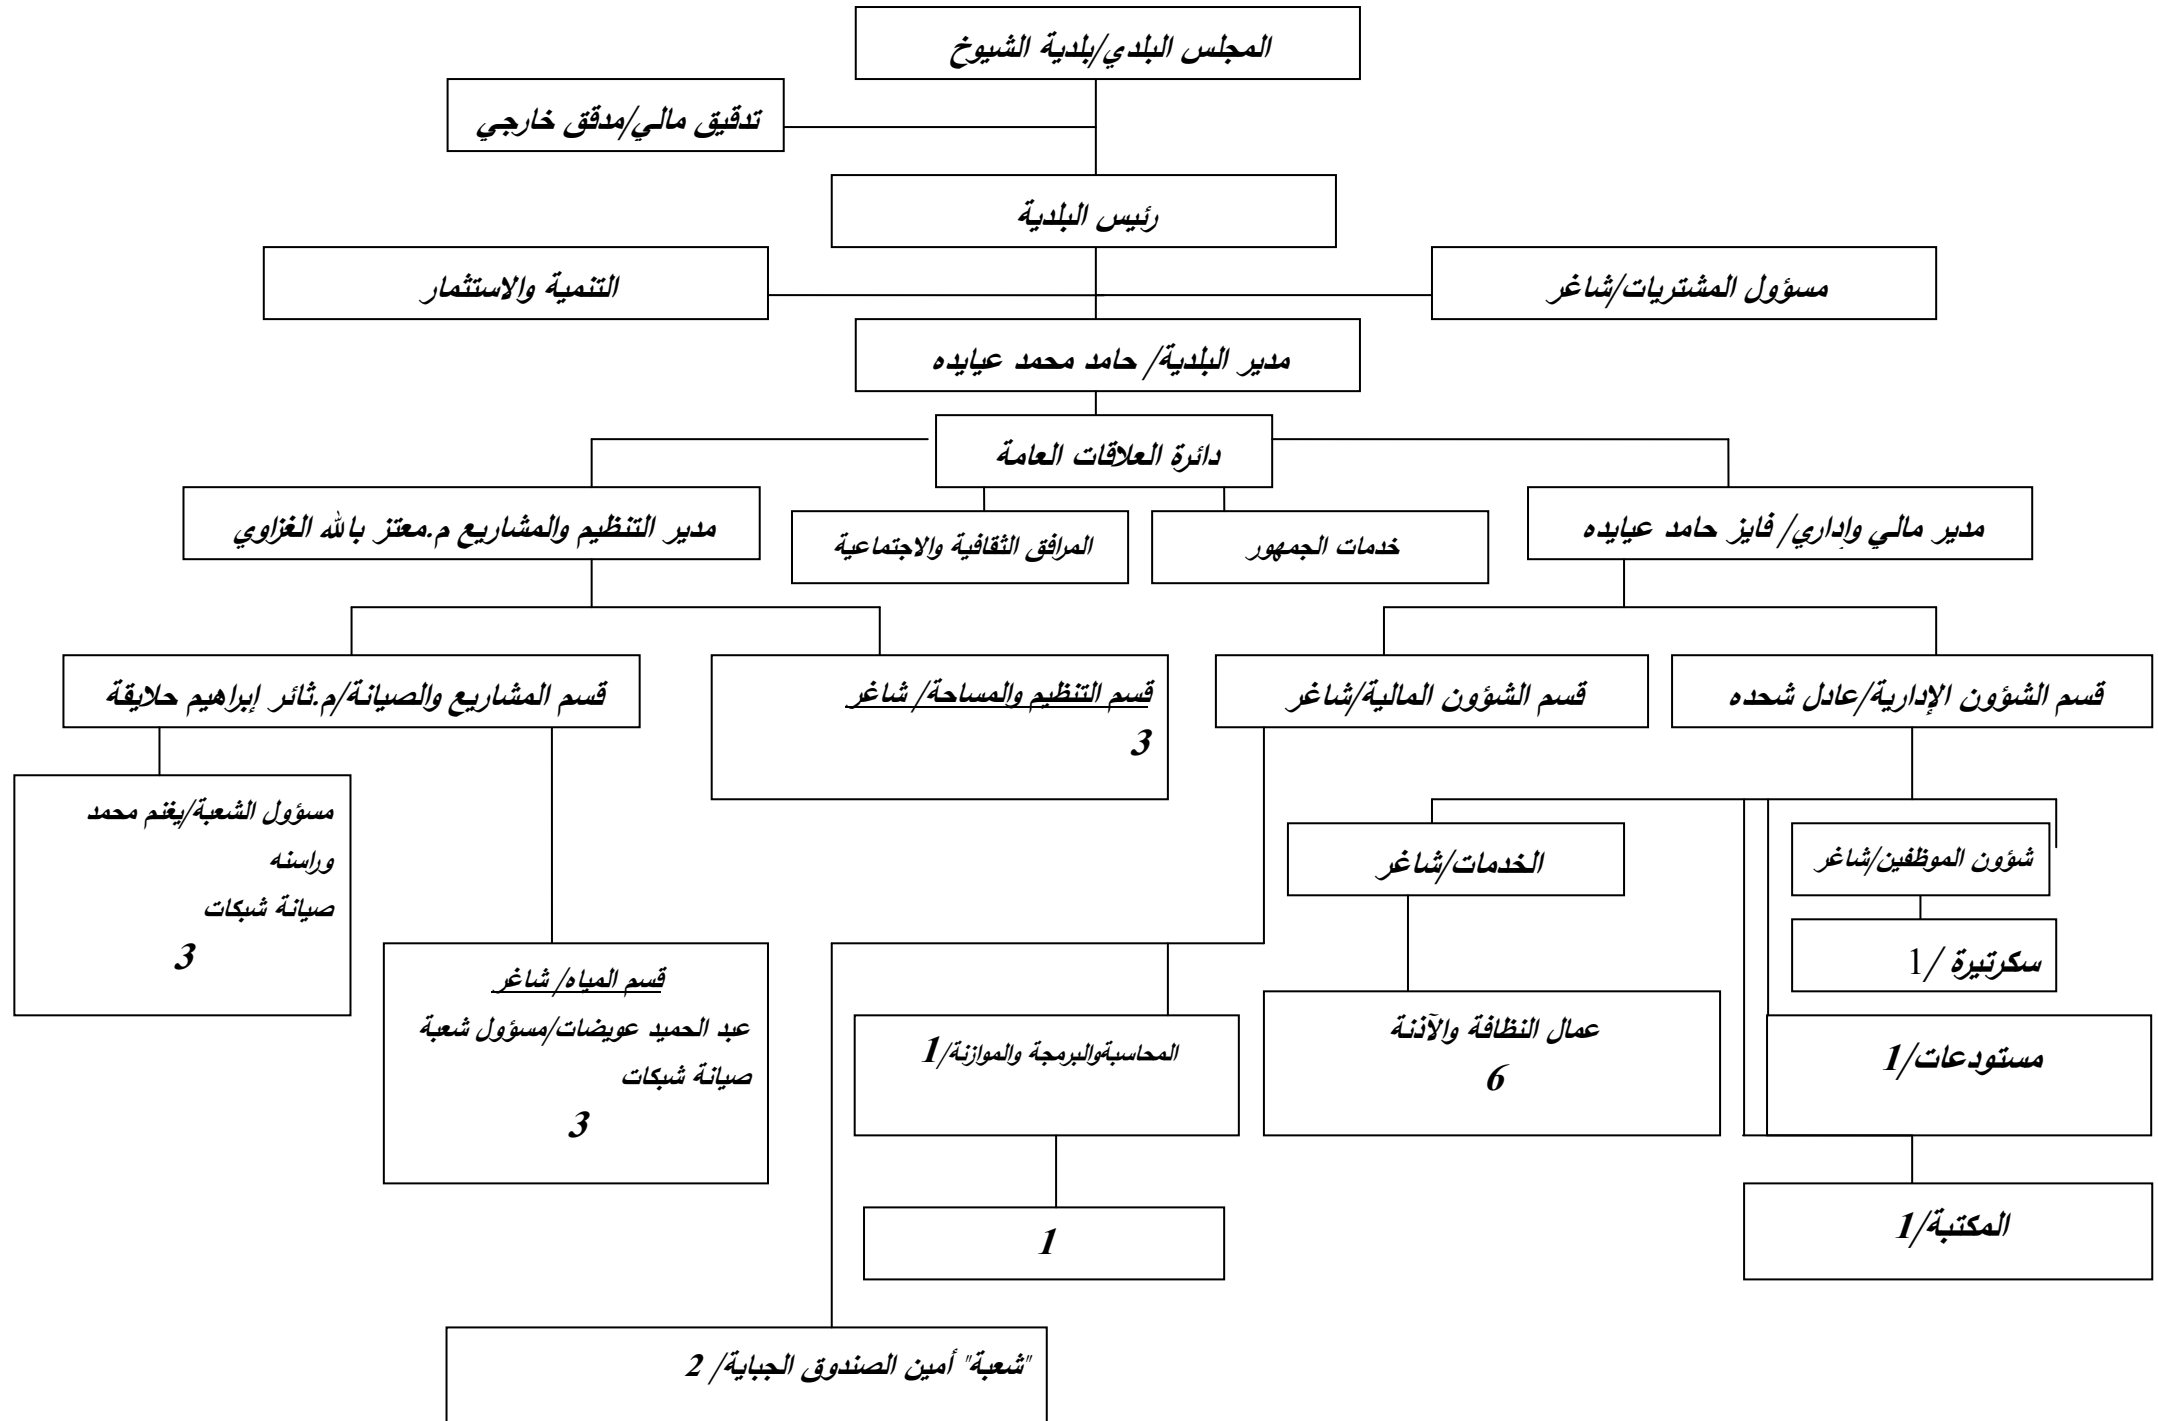 المجلس البلدي/بلدية الشيوخ
تدقيق مالي/مدقق خارجي
رئيس البلدية
مسؤول المشتريات/شاغر
التنمية والاستثمار
مدير البلدية/ حامد محمد عيايده
دائرة العلاقات العامة
مدير مالي وإداري/ فايز حامد عيايده
خدمات الجمهور
المرافق الثقافية والاجتماعية
مدير التنظيم والمشاريع م.معتز بالله الغزاوي
قسم الشؤون الإدارية/عادل شحده
قسم الشؤون المالية/شاغر
قسم التنظيم والمساحة/ شاغر
3
قسم المشاريع والصيانة/م.ثائر إبراهيم حلايقة
شؤون الموظفين/شاغر
سكرتيرة /1
الخدمات/شاغر
مسؤول الشعبة/يغنم محمد
وراسنه
صيانة شبكات
3
قسم المياه/ شاغر
عبد الحميد عويضات/مسؤول شعبة
صيانة شبكات
3
مستودعات/1
عمال النظافة والآذنة
6
المحاسبةوالبرمجة والموازنة/1
المكتبة/1
1
"شعبة" أمين الصندوق الجباية/ 2